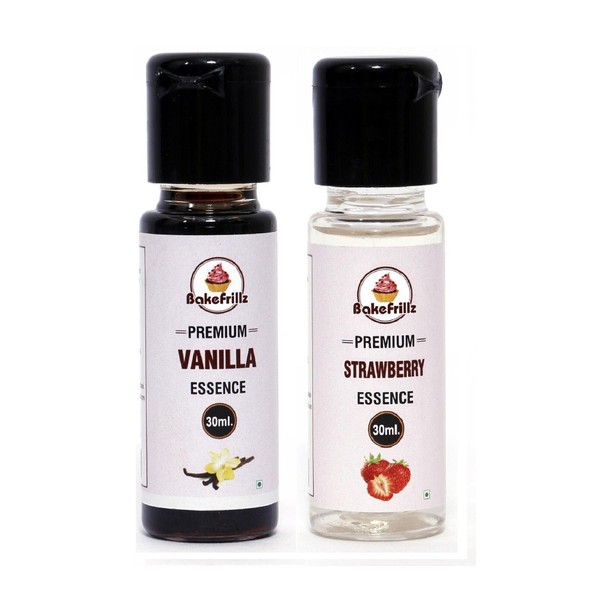 BakeFrillz
PREMIUM
VANILLA
ESSENCE
30ml.
BakeFrillz
PREMIUM
STRAWBERRY
ESSENCE
30ml.